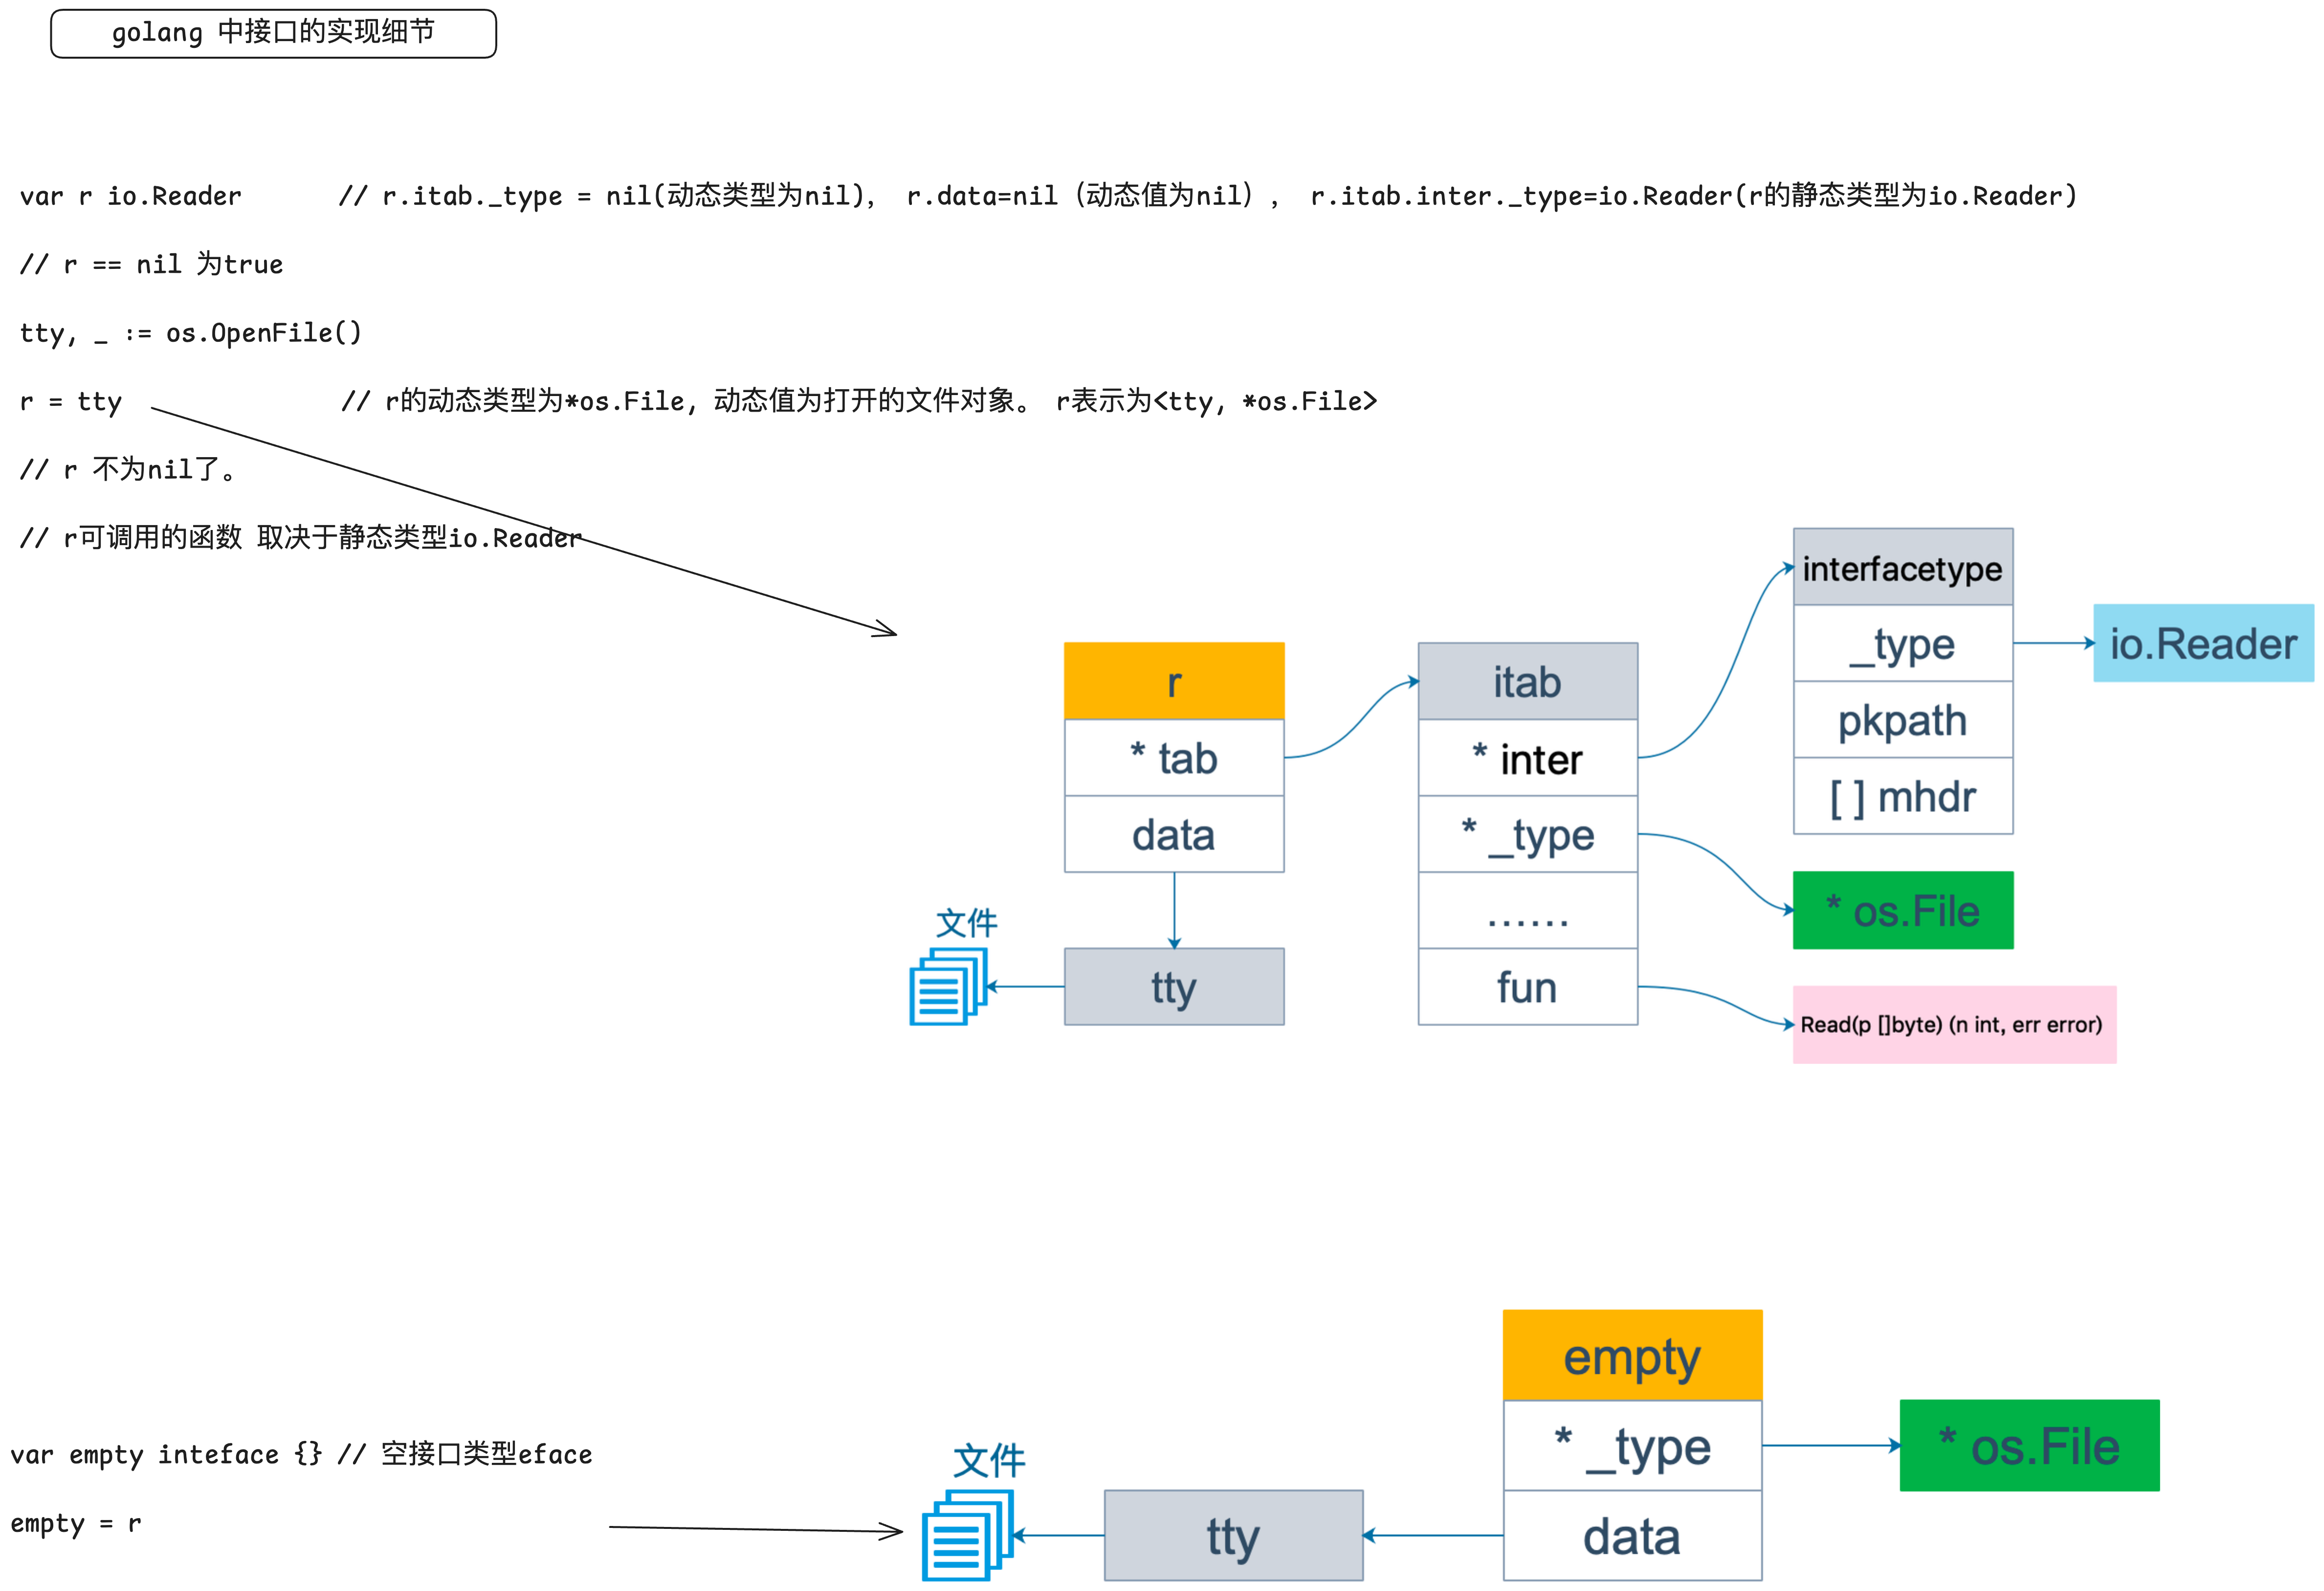 golang 中接口的实现细节
var r io.Reader // r.itab._type = nil(动态类型为nil), r.data=nil（动态值为nil）, r.itab.inter._type=io.Reader(r的静态类型为io.Reader)
// r == nil 为true
tty, _ := os.OpenFile()
r = tty // r的动态类型为*os.File, 动态值为打开的文件对象。 r表示为<tty, *os.File>
// r 不为nil了。
// r可调用的函数 取决于静态类型io.Reader
r
* tab
data
tty
文件
itab
* inter
* _type
......
fun
interfacetype
_type
pkpath
[ ] mhdr
io.Reader
* os.File
Read(p []byte) (n int, err error)
var empty inteface {} // 空接口类型eface
empty = r
文件
tty
empty
* _type
data
* os.File